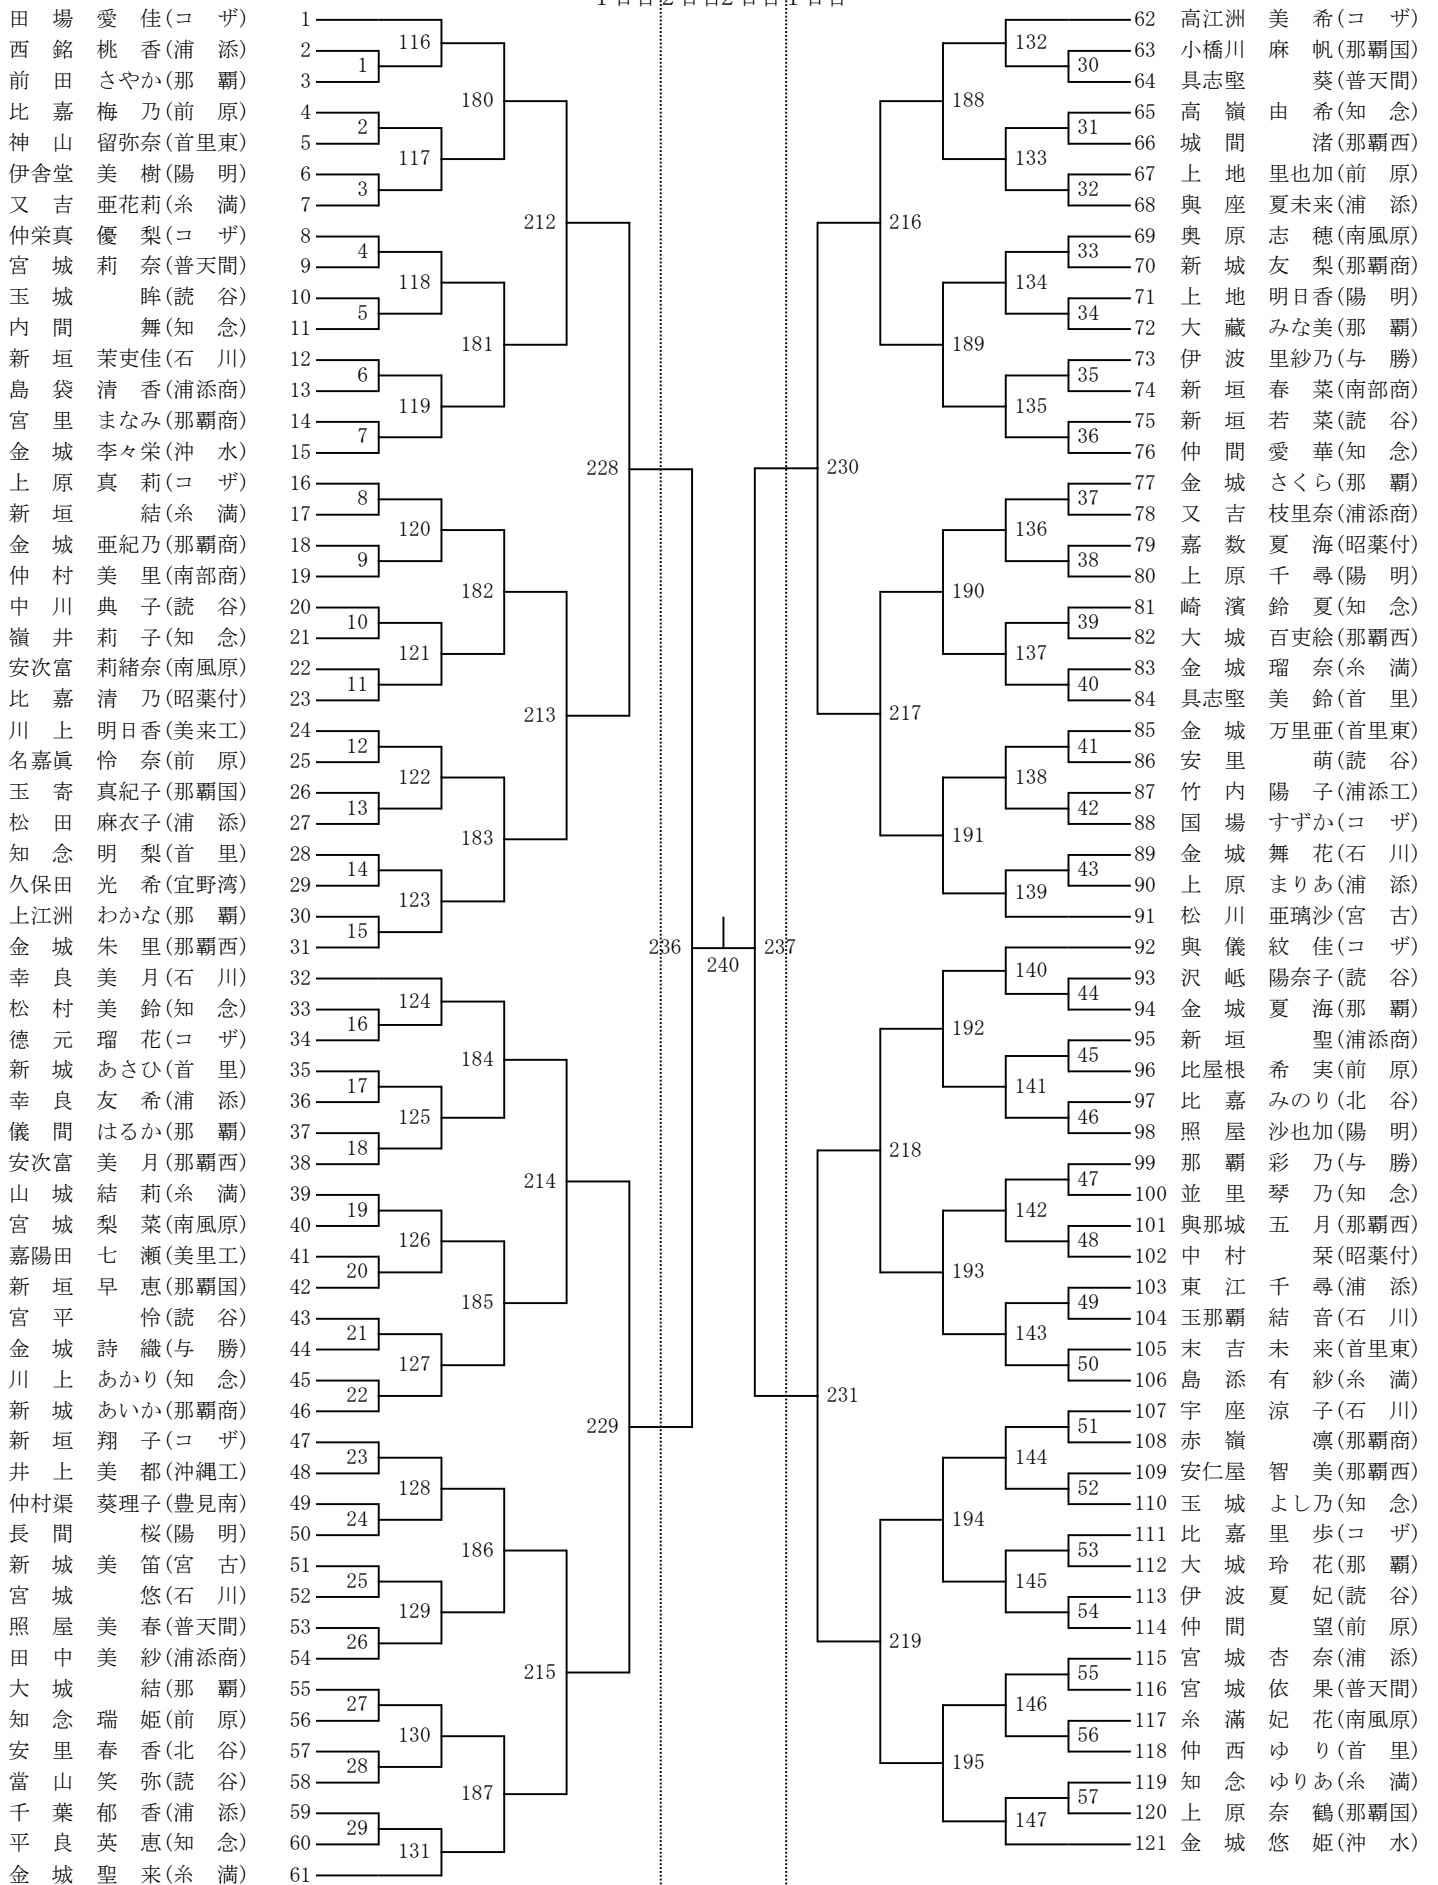 1日目 2日目 2日目 1日目
田場 愛佳(コザ) 1
西銘 桃香(浦添) 2
前田 さやか(那覇) 3
比嘉 梅乃(前原) 4
神山 留弥奈(首里東) 5
伊舎堂 美樹(陽明) 6
又吉 亜花莉(糸満) 7
仲栄真 優梨(コザ) 8
宮城 莉奈(普天間) 9
玉城 眸(読谷) 10
内間 舞(知念) 11
新垣 茉吏佳(石川) 12
島袋 清香(浦添商) 13
宮里 まなみ(那覇商) 14
金城 李々栄(沖水) 15
上原 真莉(コザ) 16
新垣 結(糸満) 17
金城 亜紀乃(那覇商) 18
仲村 美里(南部商) 19
中川 典子(読谷) 20
嶺井 莉子(知念) 21
安次富 莉緒奈(南風原) 22
比嘉 清乃(昭薬付) 23
川上 明日香(美来工) 24
名嘉眞 怜奈(前原) 25
玉寄 真紀子(那覇国) 26
松田 麻衣子(浦添) 27
知念 明梨(首里) 28
久保田 光希(宜野湾) 29
上江洲 わかな(那覇) 30
金城 朱里(那覇西) 31
幸良 美月(石川) 32
松村 美鈴(知念) 33
德元 瑠花(コザ) 34
新城 あさひ(首里) 35
幸良 友希(浦添) 36
儀間 はるか(那覇) 37
安次富 美月(那覇西) 38
山城 結莉(糸満) 39
宮城 梨菜(南風原) 40
嘉陽田 七瀬(美里工) 41
新垣 早恵(那覇国) 42
宮平 怜(読谷) 43
金城 詩織(与勝) 44
川上 あかり(知念) 45
新城 あいか(那覇商) 46
新垣 翔子(コザ) 47
井上 美都(沖縄工) 48
仲村渠 葵理子(豊見南) 49
長間 桜(陽明) 50
新城 美笛(宮古) 51
宮城 悠(石川) 52
照屋 美春(普天間) 53
田中 美紗(浦添商) 54
大城 結(那覇) 55
知念 瑞姫(前原) 56
安里 春香(北谷) 57
當山 笑弥(読谷) 58
千葉 郁香(浦添) 59
平良 英恵(知念) 60
金城 聖来(糸満) 61
1
2
3
4
5
6
7
8
9
10
11
12
13
14
15
16
17
18
19
20
21
22
23
24
25
26
27
28
29
116
117
118
119
120
121
122
123
124
125
126
127
128
129
130
131
180
181
182
183
184
185
186
187
212
213
214
215
228
229
236
240
237
230
231
216
217
218
219
188
189
190
191
192
193
194
195
132
133
134
135
136
137
138
139
140
141
142
143
144
145
146
147
30
31
32
33
34
35
36
37
38
39
40
41
42
43
44
45
46
47
48
49
50
51
52
53
54
55
56
57
62 高江洲 美希(コザ)
63 小橋川 麻帆(那覇国)
64 具志堅 葵(普天間)
65 高嶺 由希(知念)
66 城間 渚(那覇西)
67 上地 里也加(前原)
68 與座 夏未来(浦添)
69 奥原 志穂(南風原)
70 新城 友梨(那覇商)
71 上地 明日香(陽明)
72 大藏 みな美(那覇)
73 伊波 里紗乃(与勝)
74 新垣 春菜(南部商)
75 新垣 若菜(読谷)
76 仲間 愛華(知念)
77 金城 さくら(那覇)
78 又吉 枝里奈(浦添商)
79 嘉数 夏海(昭薬付)
80 上原 千尋(陽明)
81 崎濱 鈴夏(知念)
82 大城 百吏絵(那覇西)
83 金城 瑠奈(糸満)
84 具志堅 美鈴(首里)
85 金城 万里亜(首里東)
86 安里 萌(読谷)
87 竹内 陽子(浦添工)
88 国場 すずか(コザ)
89 金城 舞花(石川)
90 上原 まりあ(浦添)
91 松川 亜璃沙(宮古)
92 與儀 紋佳(コザ)
93 沢岻 陽奈子(読谷)
94 金城 夏海(那覇)
95 新垣 聖(浦添商)
96 比屋根 希実(前原)
97 比嘉 みのり(北谷)
98 照屋 沙也加(陽明)
99 那覇 彩乃(与勝)
100 並里 琴乃(知念)
101 與那城 五月(那覇西)
102 中村 栞(昭薬付)
103 東江 千尋(浦添)
104 玉那覇 結音(石川)
105 末吉 未来(首里東)
106 島添 有紗(糸満)
107 宇座 涼子(石川)
108 赤嶺 凛(那覇商)
109 安仁屋 智美(那覇西)
110 玉城 よし乃(知念)
111 比嘉 里歩(コザ)
112 大城 玲花(那覇)
113 伊波 夏妃(読谷)
114 仲間 望(前原)
115 宮城 杏奈(浦添)
116 宮城 依果(普天間)
117 糸滿 妃花(南風原)
118 仲西 ゆり(首里)
119 知念 ゆりあ(糸満)
120 上原 奈鶴(那覇国)
121 金城 悠姫(沖水)